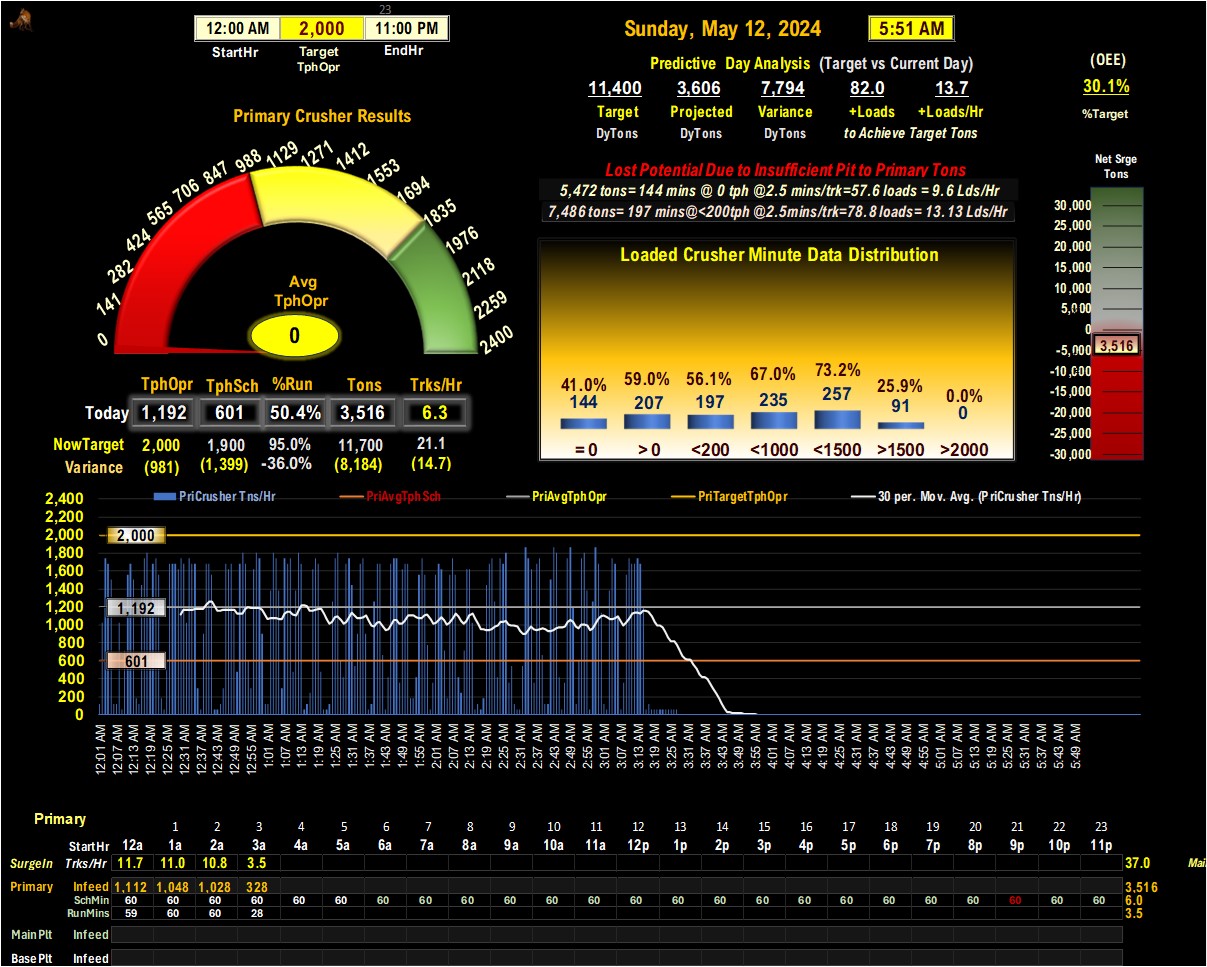 23
12:00 AM 2,000 11:00 PM
StartHr Target TphOpr EndHr
Sunday, May 12, 2024 5:51 AM
Predictive Day Analysis (Target vs Current Day)
11,400 3,606 7,794 82.0 13.7
Target Projected Variance +Loads +Loads/Hr
DyTons DyTons DyTons to Achieve Target Tons
(OEE)
30.1%
%Target
Primary Crusher Results
0 141 282 424 565 706 847 988 1129 1271 1412 1553 1694 1835 1976 2118 2259 2400
Avg
TphOpr
0
Lost Potential Due to Insufficient Pit to Primary Tons
5,472 tons=144 mins @ 0 tph @2.5 mins/trk=57.6 loads = 9.6 Lds/Hr
7,486 tons= 197 mins@<200tph @2.5mins/trk=78.8 loads= 13.13 Lds/Hr
Net Srge
Tons
30,000
25,000
20,000
15,000
10,000
5,000
0
-5,000
-10,000
-15,000
-20,000
-25,000
-30,000
3,516
Loaded Crusher Minute Data Distribution
41.0% 59.0% 56.1% 67.0% 73.2% 25.9% 0.0%
144 207 197 235 257 91 0
= 0 > 0 <200 <1000 <1500 >1500 >2000
TphOpr TphSch %Run Tons Trks/Hr
Today 1,192 601 50.4% 3,516 6.3
NowTarget 2,000 1,900 95.0% 11,700 21.1
Variance (981) (1,399) -36.0% (8,184) (14.7)
PriCrusher Tns/Hr PriAvgTphSch PriAvgTphOpr PriTargetTphOpr 30 per. Mov. Avg. (PriCrusher Tns/Hr)
2,400
2,200
2,000
1,800
1,600
1,400
1,200
1,000
800
600
400
200
0
2,000
1,192
601
12:01 AM 12:07 AM 12:13 AM 12:19 AM 12:25 AM 12:31 AM 12:37 AM 12:43 AM 12:49 AM 12:55 AM 1:01 AM 1:07 AM 1:13 AM 1:19 AM 1:25 AM 1:31 AM 1:37 AM 1:43 AM 1:49 AM 1:55 AM 2:01 AM 2:07 AM 2:13 AM 2:19 AM 2:25 AM 2:31 AM 2:37 AM 2:43 AM 2:49 AM 2:55 AM 3:01 AM 3:07 AM 3:13 AM 3:19 AM 3:25 AM 3:31 AM 3:37 AM 3:43 AM 3:49 AM 3:55 AM 4:01 AM 4:07 AM 4:13 AM 4:19 AM 4:25 AM 4:31 AM 4:37 AM 4:43 AM 4:49 AM 4:55 AM 5:01 AM 5:07 AM 5:13 AM 5:19 AM 5:25 AM 5:31 AM 5:37 AM 5:43 AM 5:49 AM
Primary
1 2 3 4 5 6 7 8 9 10 11 12 13 14 15 16 17 18 19 20 21 22 23
StartHr 12a 1a 2a 3a 4a 5a 6a 7a 8a 9a 10a 11a 12p 1p 2p 3p 4p 5p 6p 7p 8p 9p 10p 11p
SurgeIn Trks/Hr 11.7 11.0 10.8 3.5 37.0
Primary Infeed 1,112 1,048 1,028 328 3,516
SchMin 60 60 60 60 60 60 60 60 60 60 60 60 60 60 60 60 60 60 60 60 60 60 60 60 6.0
RunMins 59 60 60 28 3.5
Main Plt Infeed
Base Plt Infeed